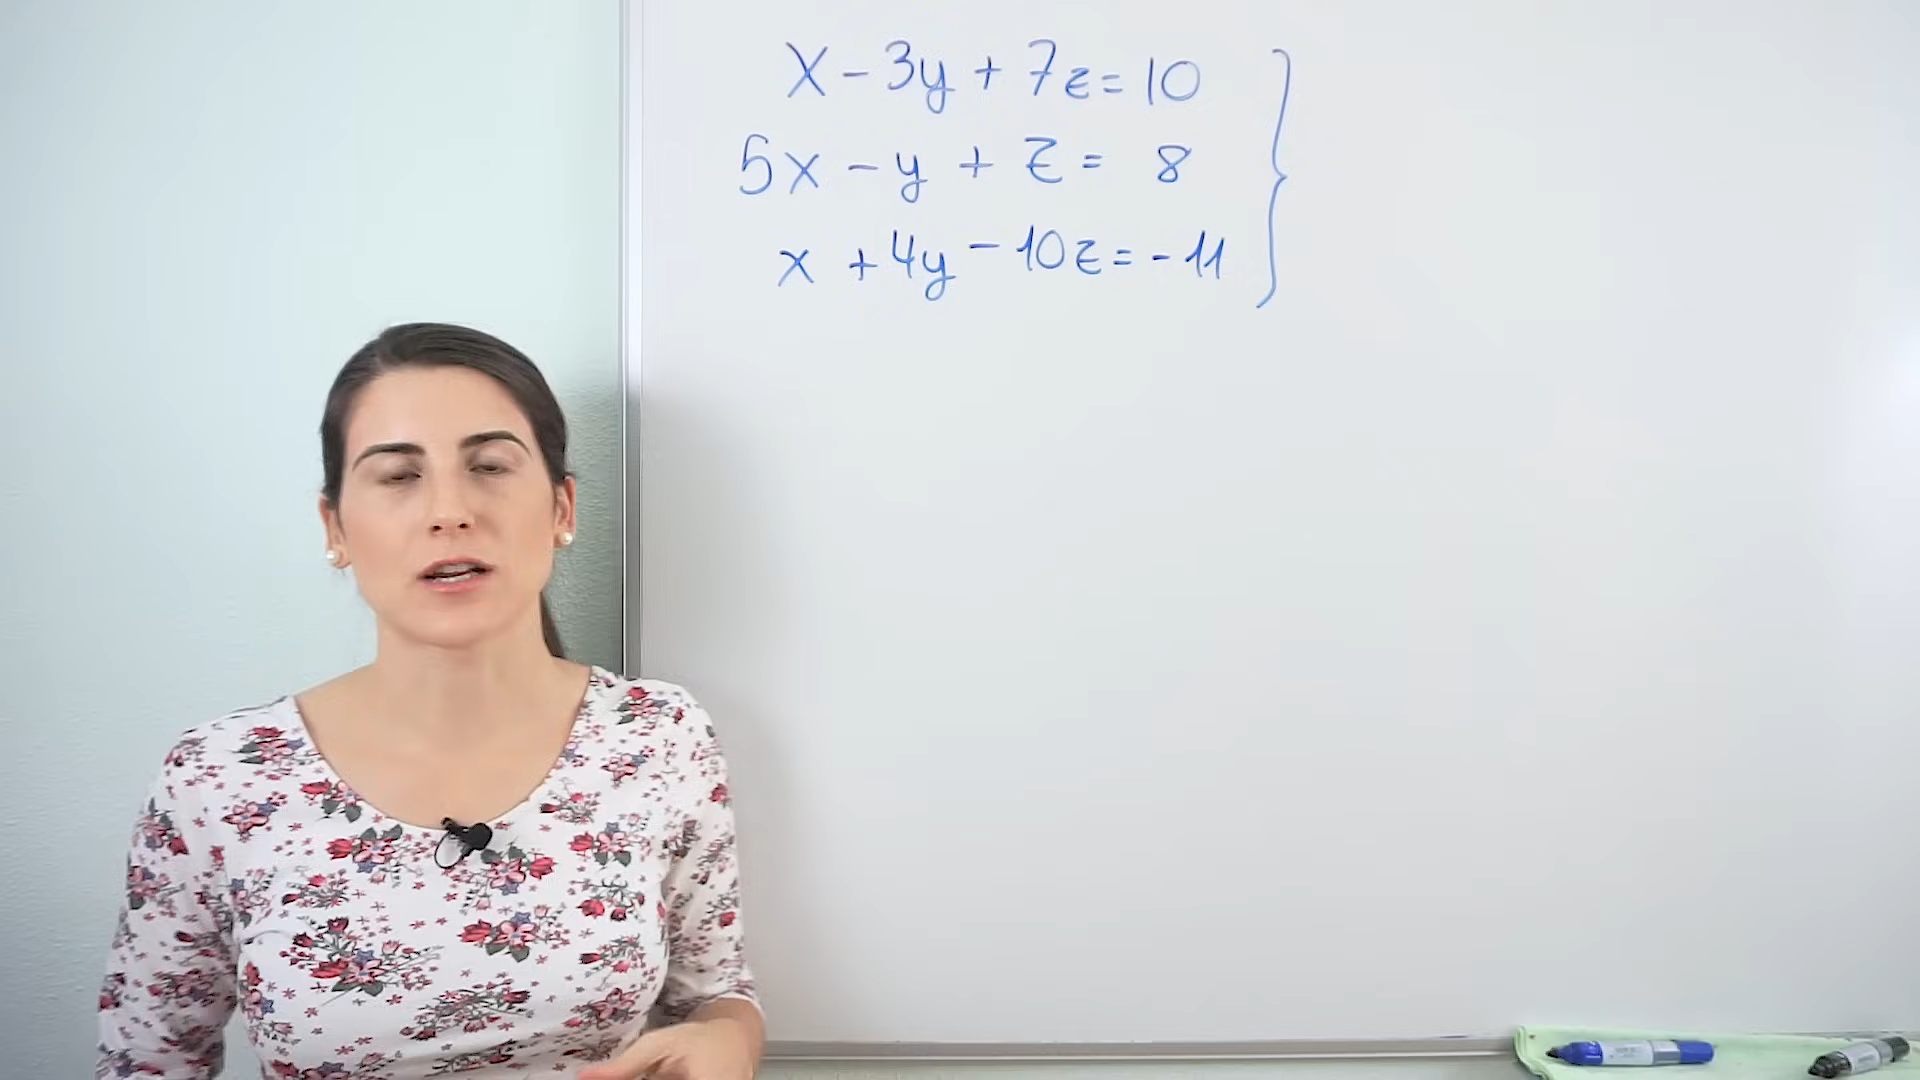 x - 3y + 7z = 10
5x - y + z = 8
x + 4y - 10z = -11